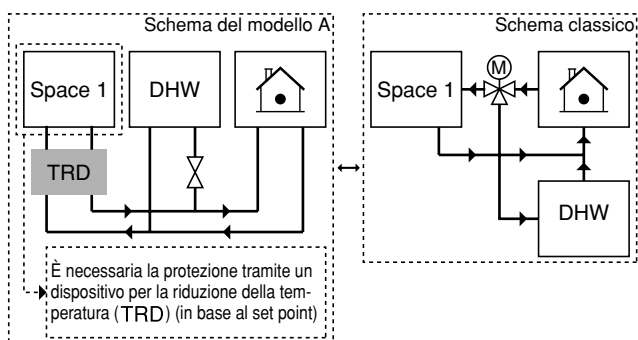 Schema del modello A
Space 1
DHW
TRD
È necessaria la protezione tramite un
dispositivo per la riduzione della tem-
peratura (TRD) (in base al set point)
Schema classico
Space 1
M
DHW